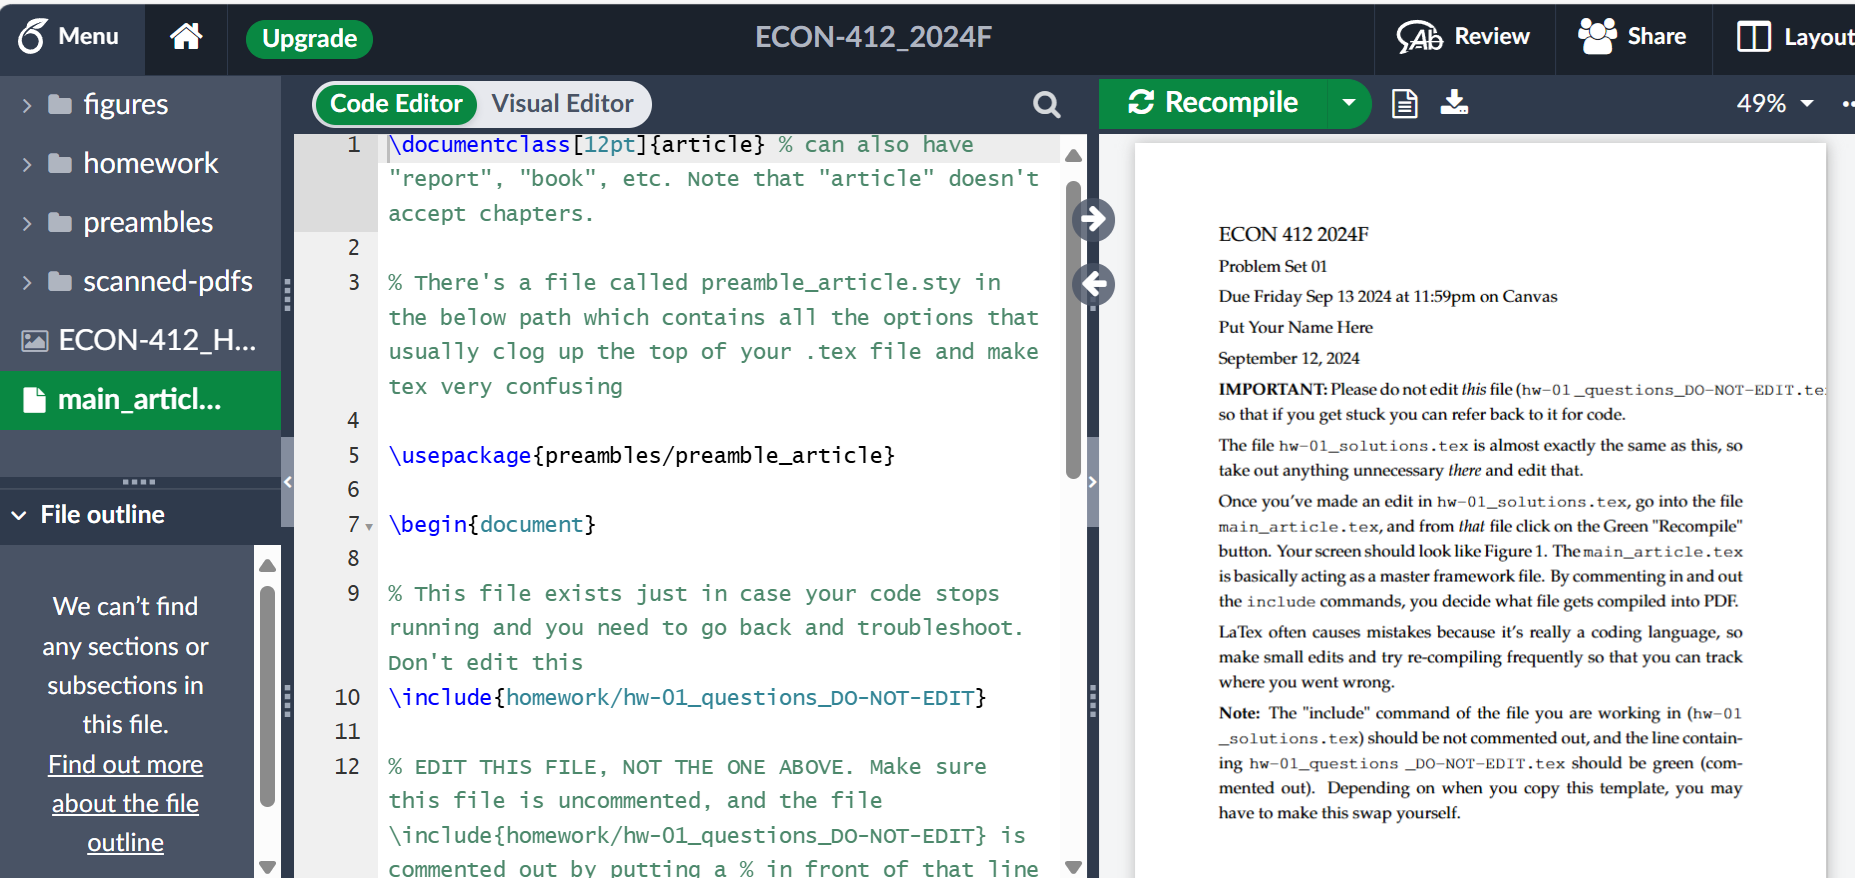 Menu
Upgrade
ECON-412_2024F
Review
Share
Layout
figures
homework
preambles
scanned-pdfs
ECON-412_H...
main_articl...
File outline
We can’t find
any sections or
subsections in
this file.
Find out more
about the file
outline
Code Editor
Visual Editor
1 \documentclass[12pt]{article} % can also have
"report", "book", etc. Note that "article" doesn't
accept chapters.
2
3 % There's a file called preamble_article.sty in
the below path which contains all the options that
usually clog up the top of your .tex file and make
tex very confusing
4
5 \usepackage{preambles/preamble_article}
6
7 \begin{document}
8
9 % This file exists just in case your code stops
running and you need to go back and troubleshoot.
Don't edit this
10 \include{homework/hw-01_questions_DO-NOT-EDIT}
11
12 % EDIT THIS FILE, NOT THE ONE ABOVE. Make sure
this file is uncommented, and the file
\include{homework/hw-01_questions_DO-NOT-EDIT} is
commented out by putting a % in front of that line
Recompile
49%
ECON 412 2024F
Problem Set 01
Due Friday Sep 13 2024 at 11:59pm on Canvas
Put Your Name Here
September 12, 2024
IMPORTANT: Please do not edit this file (hw-01_questions_DO-NOT-EDIT.te
so that if you get stuck you can refer back to it for code.
The file hw-01_solutions.tex is almost exactly the same as this, so
take out anything unnecessary there and edit that.
Once you’ve made an edit in hw-01_solutions.tex, go into the file
main_article.tex, and from that file click on the Green "Recompile"
button. Your screen should look like Figure 1. The main_article.tex
is basically acting as a master framework file. By commenting in and out
the include commands, you decide what file gets compiled into PDF.
LaTex often causes mistakes because it’s really a coding language, so
make small edits and try re-compiling frequently so that you can track
where you went wrong.
Note: The "include" command of the file you are working in (hw-01
_solutions.tex) should be not commented out, and the line contain-
ing hw-01_questions _DO-NOT-EDIT.tex should be green (com-
mented out). Depending on when you copy this template, you may
have to make this swap yourself.